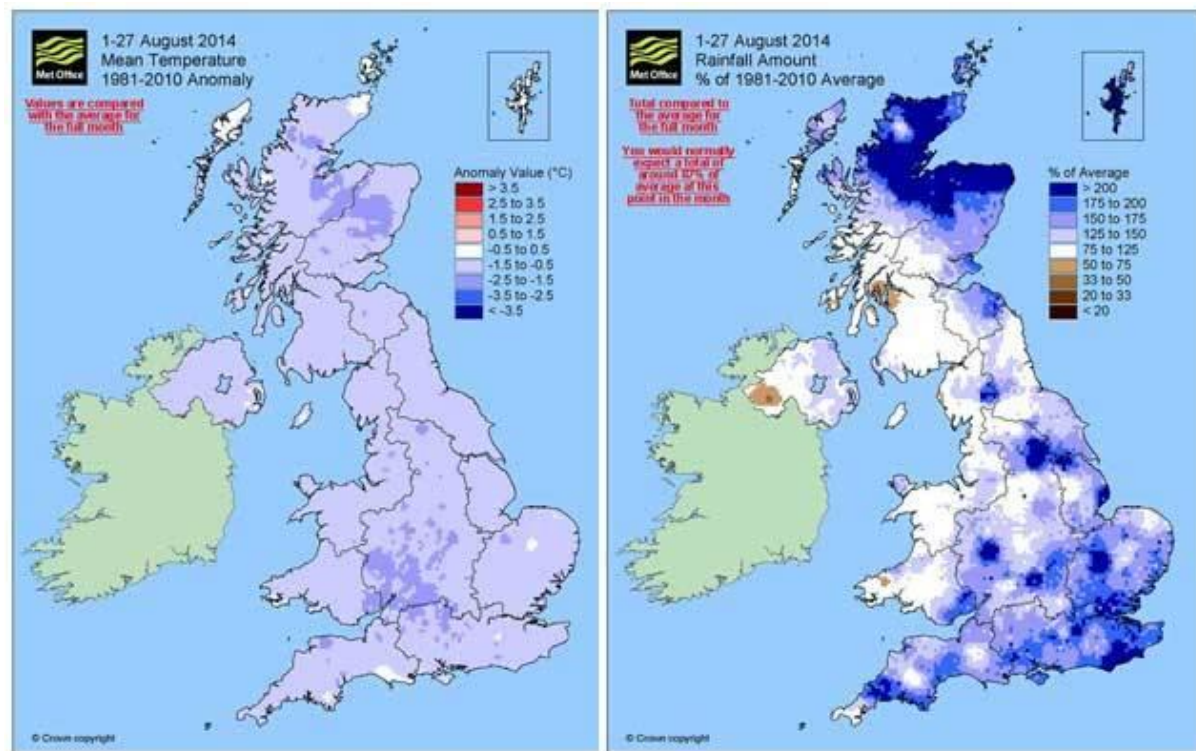 Met Office
1-27 August 2014
Mean Temperature
1981-2010 Anomaly
Values are compared
with the average for
the full month
Anomaly Value (°C)
> 3.5
2.5 to 3.5
1.5 to 2.5
0.5 to 1.5
-0.5 to 0.5
-1.5 to -0.5
-2.5 to -1.5
-3.5 to -2.5
< -3.5
© Crown copyright
Met Office
1-27 August 2014
Rainfall Amount
% of 1981-2010 Average
Total compared to
the average for
the full month
You would normally
expect a total of
around 87% of
average at this
point in the month
% of Average
> 200
175 to 200
150 to 175
125 to 150
75 to 125
50 to 75
33 to 50
20 to 33
< 20
© Crown copyright